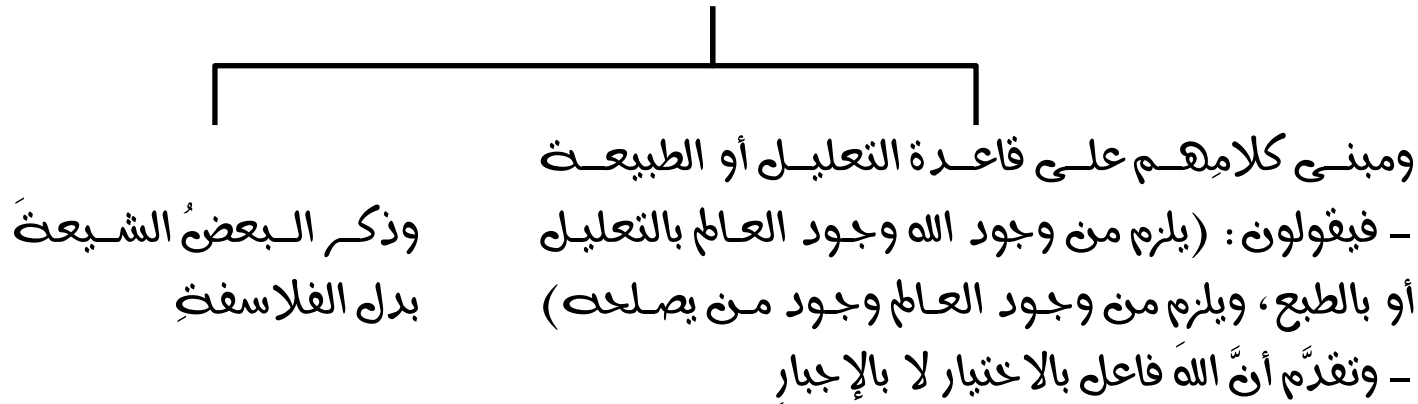 ومبنى كلامِهم على قاعدة التعليل أو الطبيعة
- فيقولون: (يلزم من وجود الله وجود العالم بالتعليل
أو بالطبع، ويلزم من وجود العالم وجود من يصلحه)
- وتقدَّم أنَّ اللهَ فاعل بالاختيار لا بالإجبارِ
وذكر البعضُ الشيعةَ
بدل الفلاسفةِ